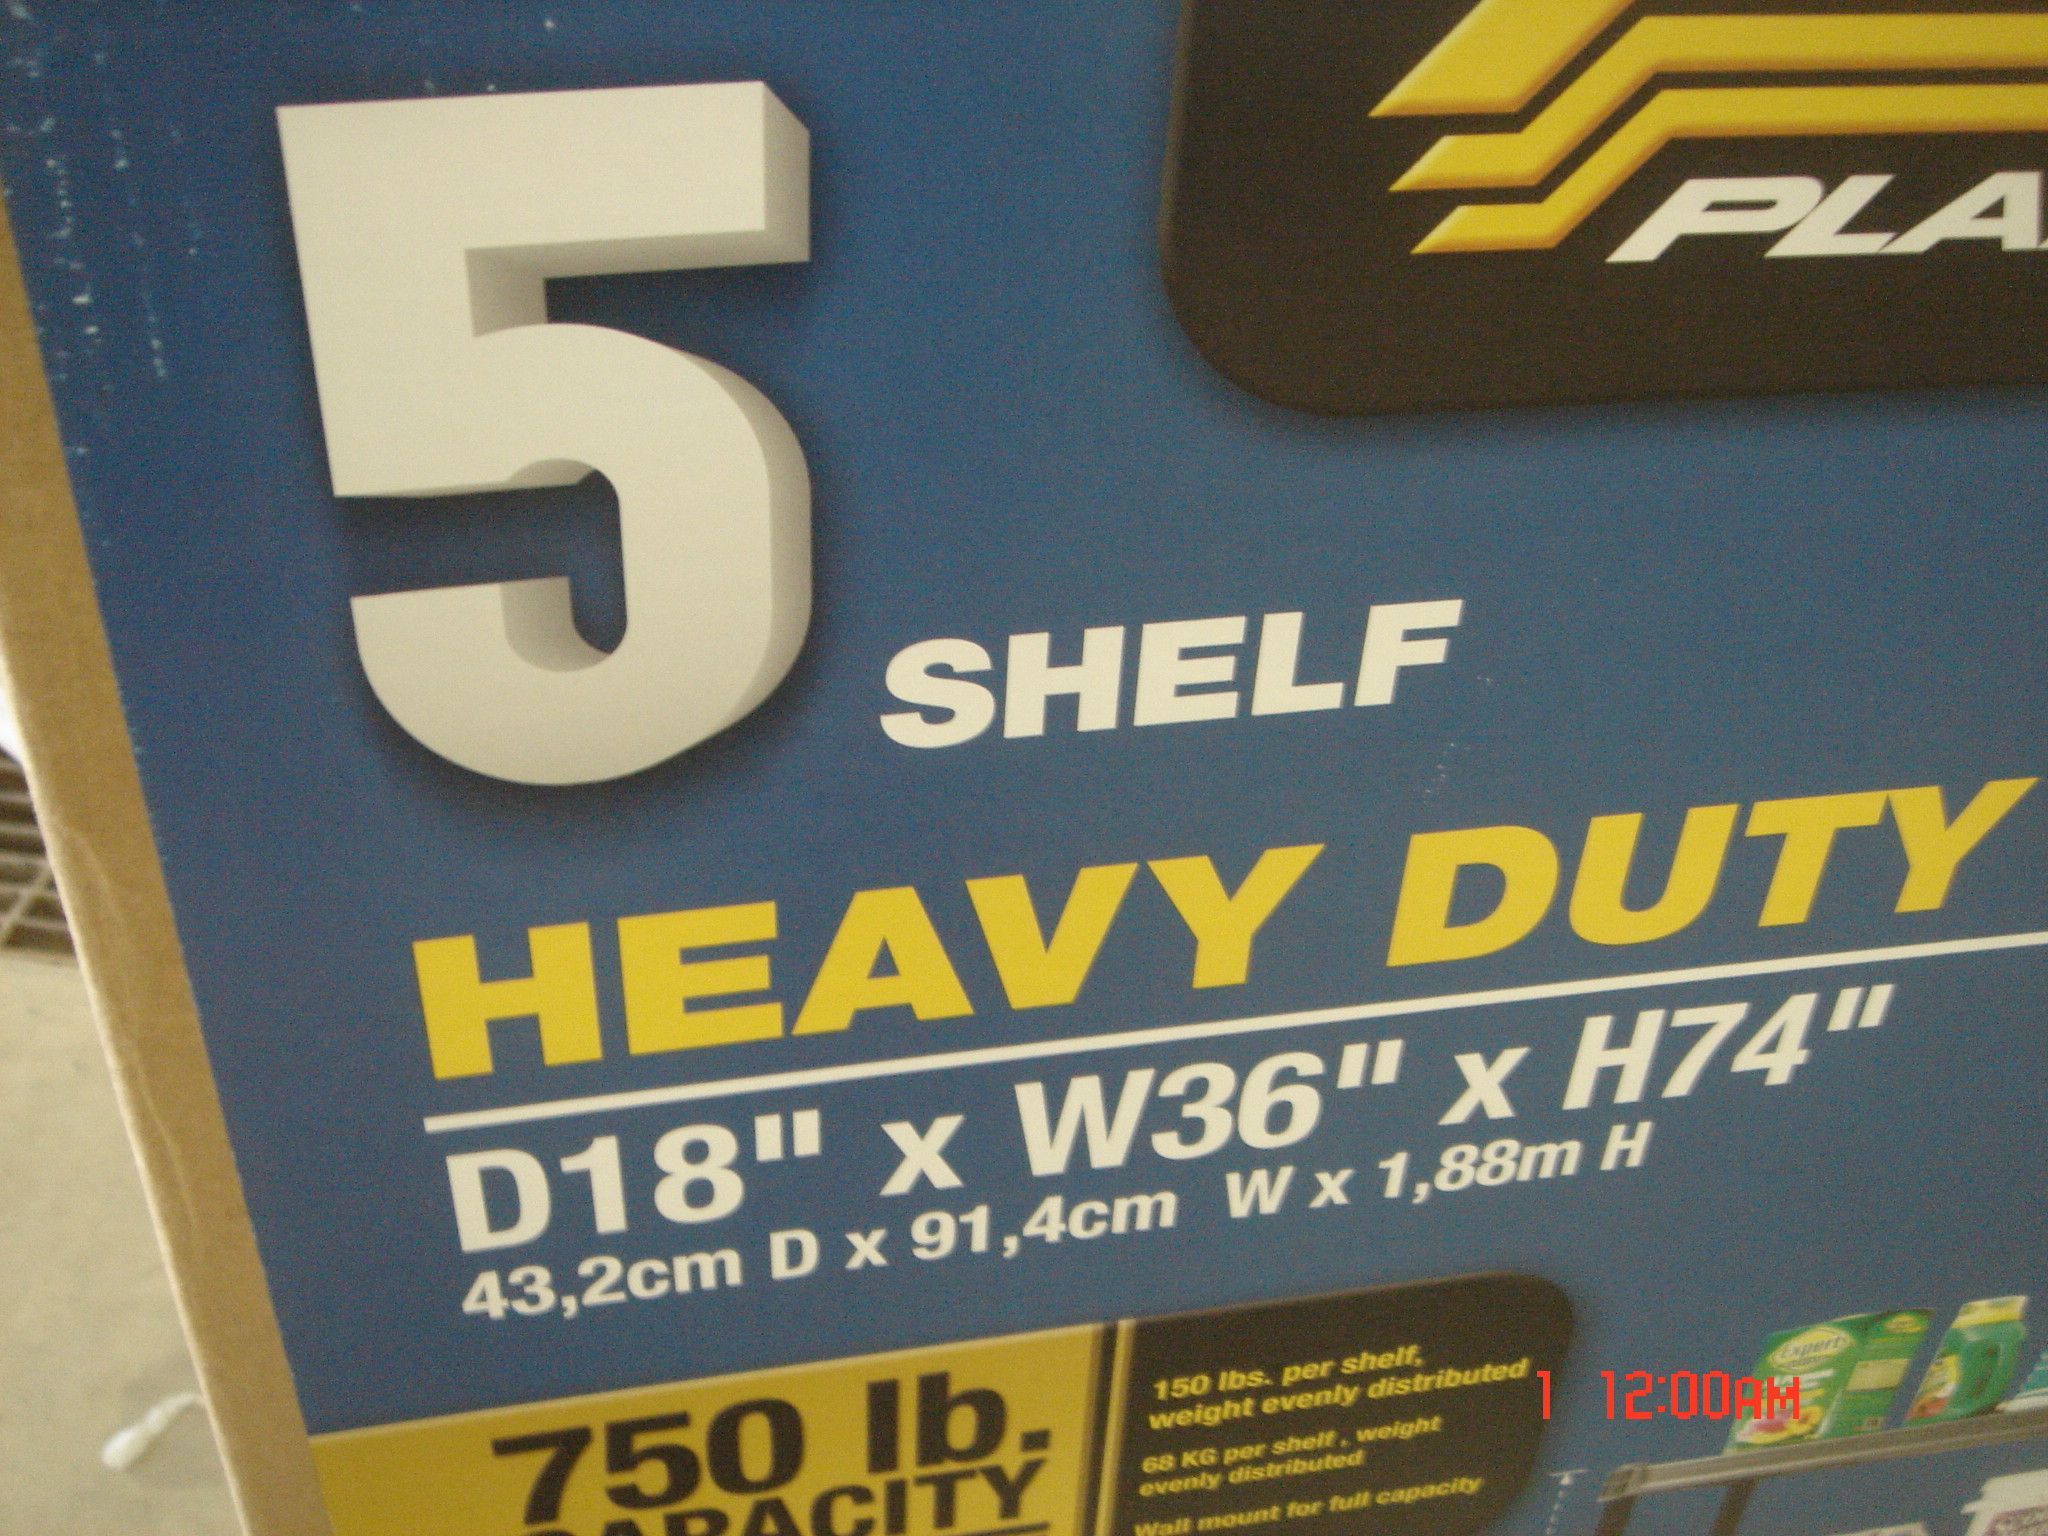 5
SHELF
HEAVY DUTY
D18" x W36" x H74"
43,2cm D x 91,4cm W x 1,88m H
750 lb.
CAPACITY
150 lbs. per shelf,
weight evenly distributed
68 KG per shelf, weight
evenly distributed
Wall mount for full capacity
Expert
1 12:00AM